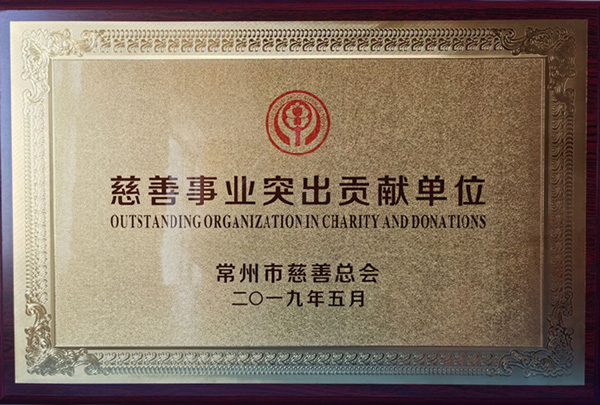 慈善事业突出贡献单位
OUTSTANDING ORGANIZATION IN CHARITY AND DONATIONS
常州市慈善总会
二〇一九年五月